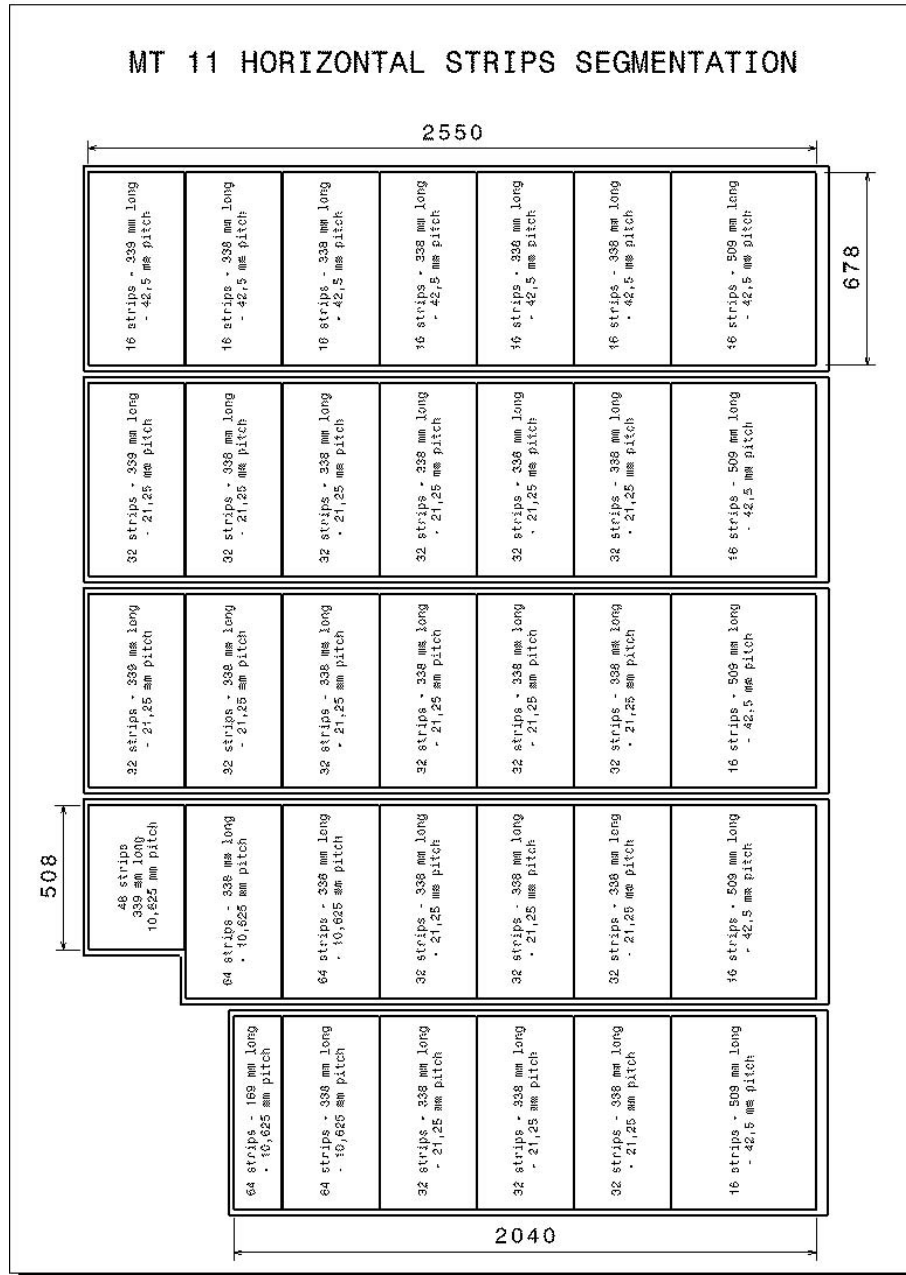 MT 11 HORIZONTAL STRIPS SEGMENTATION
2550
16 strips - 339 mm long
- 42,5 mm pitch
16 strips - 338 mm long
- 42,5 mm pitch
16 strips - 338 mm long
- 42,5 mm pitch
16 strips - 338 mm long
- 42,5 mm pitch
16 strips - 338 mm long
- 42,5 mm pitch
16 strips - 338 mm long
- 42,5 mm pitch
16 strips - 509 mm long
- 42,5 mm pitch
678
32 strips - 339 mm long
- 21,25 mm pitch
32 strips - 338 mm long
- 21,25 mm pitch
32 strips - 338 mm long
- 21,25 mm pitch
32 strips - 338 mm long
- 21,25 mm pitch
32 strips - 338 mm long
- 21,25 mm pitch
32 strips - 338 mm long
- 21,25 mm pitch
16 strips - 509 mm long
- 42,5 mm pitch
32 strips - 339 mm long
- 21,25 mm pitch
32 strips - 338 mm long
- 21,25 mm pitch
32 strips - 338 mm long
- 21,25 mm pitch
32 strips - 338 mm long
- 21,25 mm pitch
32 strips - 338 mm long
- 21,25 mm pitch
32 strips - 338 mm long
- 21,25 mm pitch
16 strips - 509 mm long
- 42,5 mm pitch
508
48 strips
339 mm long
10,625 mm pitch
64 strips - 338 mm long
- 10,625 mm pitch
64 strips - 338 mm long
- 10,625 mm pitch
32 strips - 338 mm long
- 21,25 mm pitch
32 strips - 338 mm long
- 21,25 mm pitch
32 strips - 338 mm long
- 21,25 mm pitch
16 strips - 509 mm long
- 42,5 mm pitch
64 strips - 169 mm long
- 10,625 mm pitch
64 strips - 338 mm long
- 10,625 mm pitch
32 strips - 338 mm long
- 21,25 mm pitch
32 strips - 338 mm long
- 21,25 mm pitch
32 strips - 338 mm long
- 21,25 mm pitch
16 strips - 509 mm long
- 42,5 mm pitch
2040